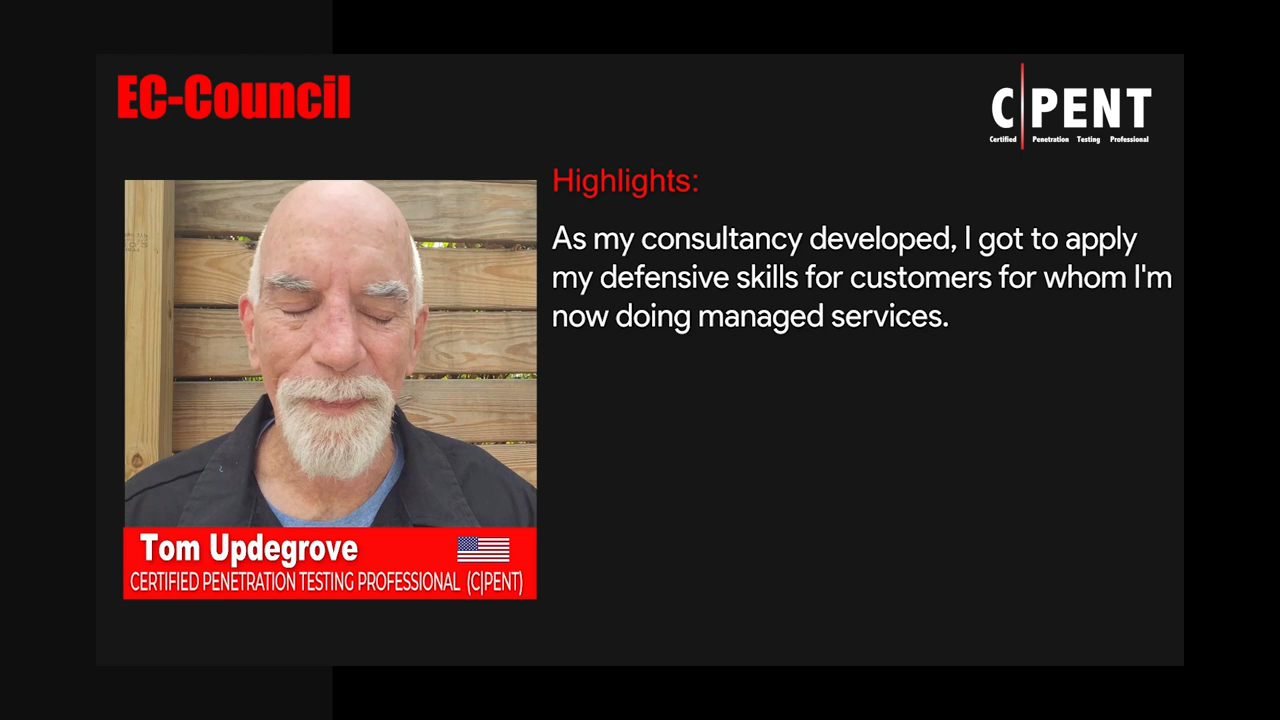 EC-Council
C|PENT
Certified Penetration Testing Professional
Highlights:
As my consultancy developed, I got to apply
my defensive skills for customers for whom I'm
now doing managed services.
Tom Updegrove
CERTIFIED PENETRATION TESTING PROFESSIONAL (C|PENT)